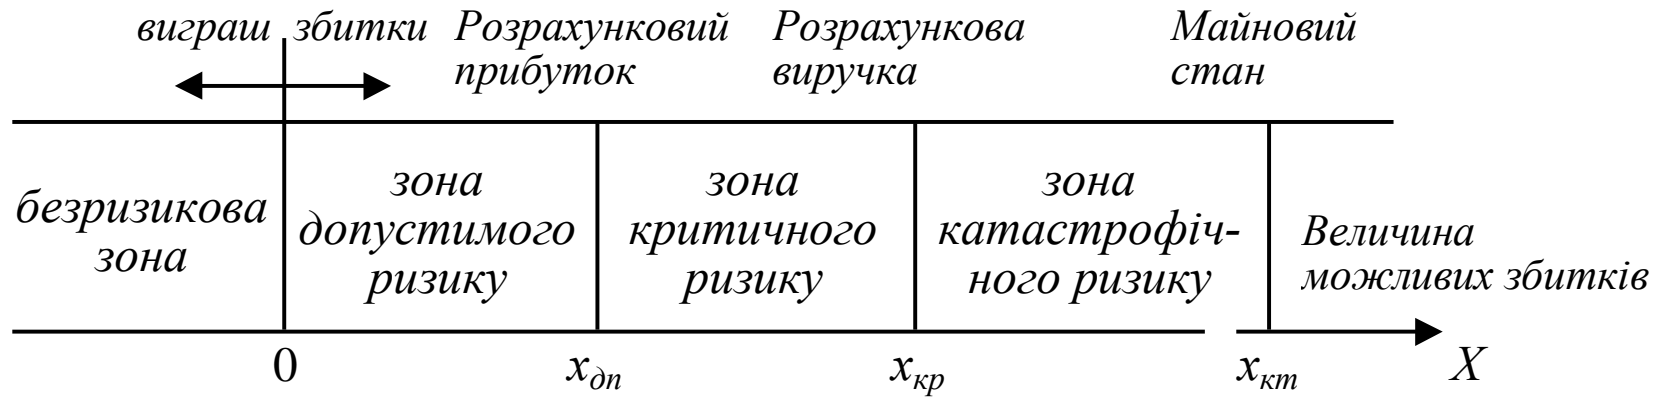 виграш збитки
Розрахунковий
прибуток
Розрахункова
виручка
Майновий
стан
безризикова
зона
зона
допустимого
ризику
зона
критичного
ризику
зона
катастрофіч-
ного ризику
Величина
можливих збитків
0
x_дп
x_кр
x_кт
X